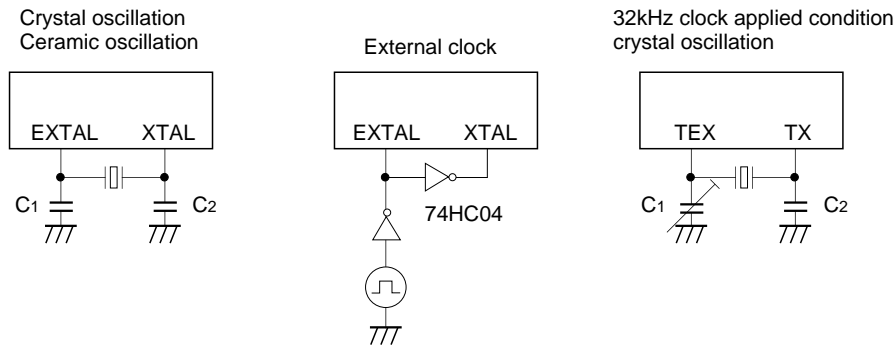 Crystal oscillation
Ceramic oscillation
EXTAL XTAL
C1 C2
External clock
EXTAL XTAL
74HC04
32kHz clock applied condition
crystal oscillation
TEX TX
C1 C2